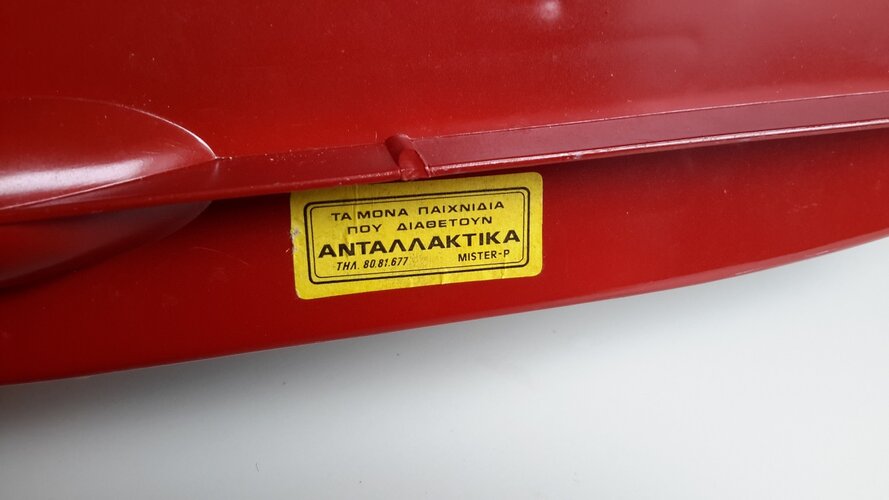 ΤΑ ΜΟΝΑ ΠΑΙΧΝΙΔΙΑ
ΠΟΥ ΔΙΑΘΕΤΟΥΝ
ΑΝΤΑΛΛΑΚΤΙΚΑ
ΤΗΛ. 80.81.677 MISTER-P